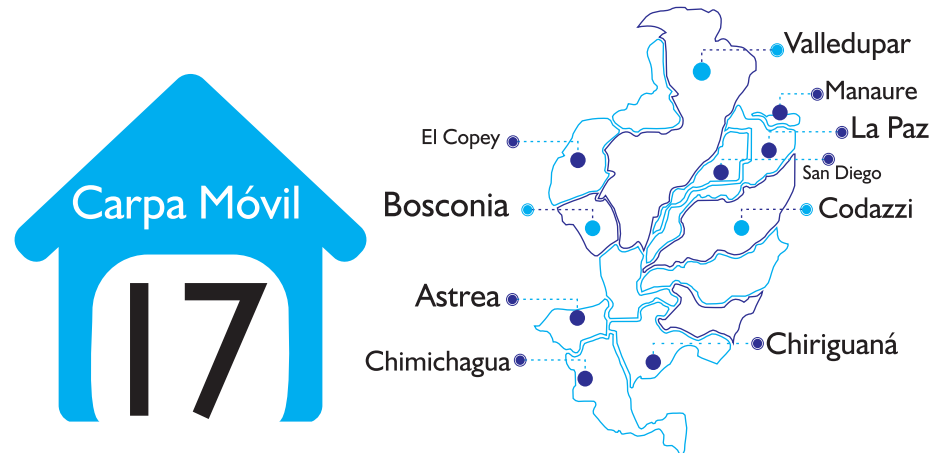 Carpa Móvil
17
Valledupar
Manaure
El Copey
La Paz
San Diego
Bosconia
Codazzi
Astrea
Chiriguaná
Chimichagua